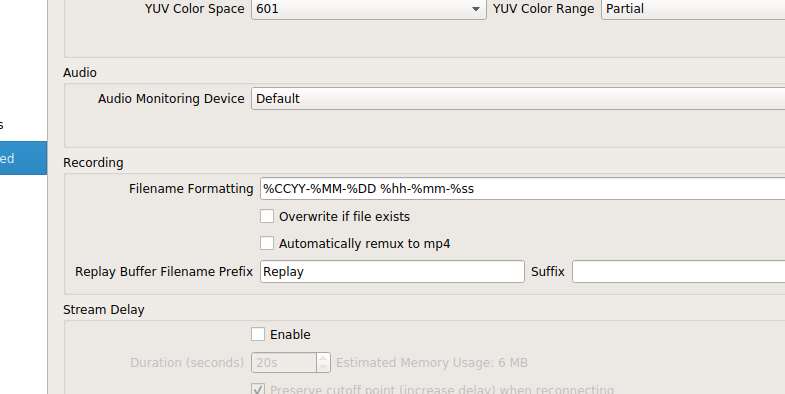 YUV Color Space 601 YUV Color Range Partial
Audio
Audio Monitoring Device Default
s
ed
Recording
Filename Formatting %CCYY-%MM-%DD %hh-%mm-%ss
Overwrite if file exists
Automatically remux to mp4
Replay Buffer Filename Prefix Replay Suffix
Stream Delay
Enable
Duration (seconds) 20s Estimated Memory Usage: 6 MB
Preserve cutoff point (increase delay) when reconnecting